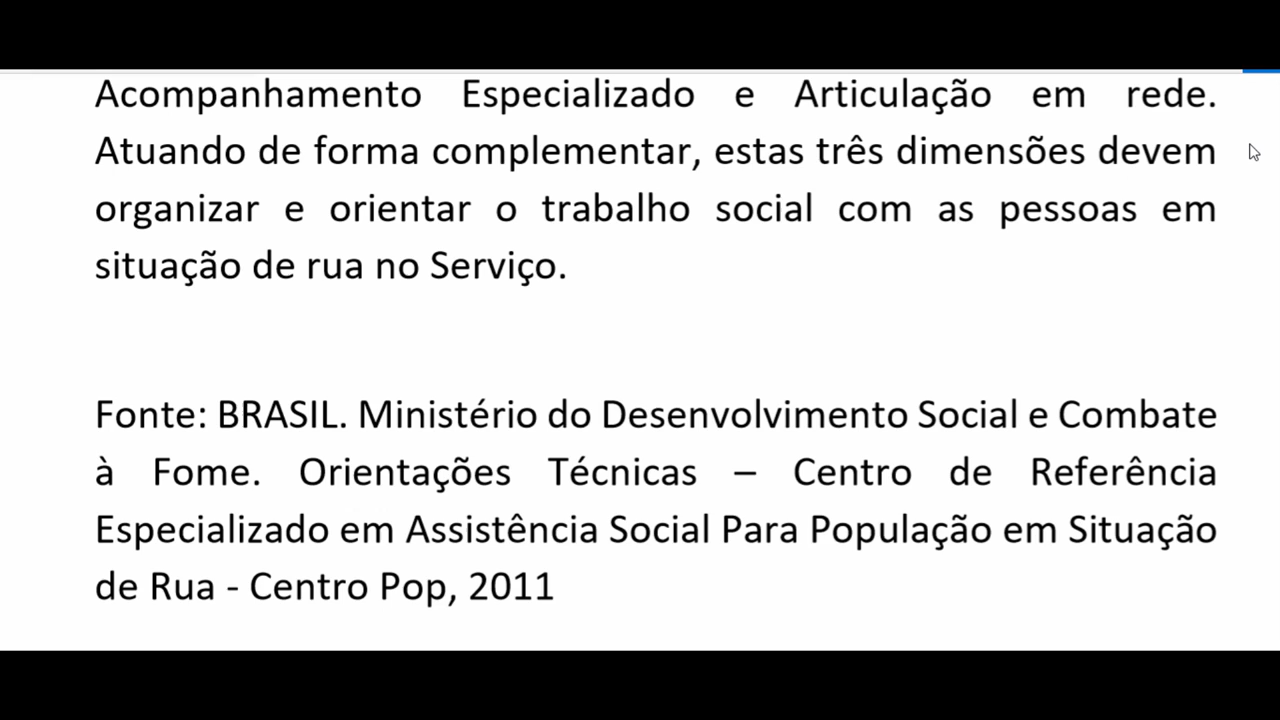 Acompanhamento Especializado e Articulação em rede.
Atuando de forma complementar, estas três dimensões devem
organizar e orientar o trabalho social com as pessoas em
situação de rua no Serviço.
Fonte: BRASIL. Ministério do Desenvolvimento Social e Combate
à Fome. Orientações Técnicas – Centro de Referência
Especializado em Assistência Social Para População em Situação
de Rua - Centro Pop, 2011